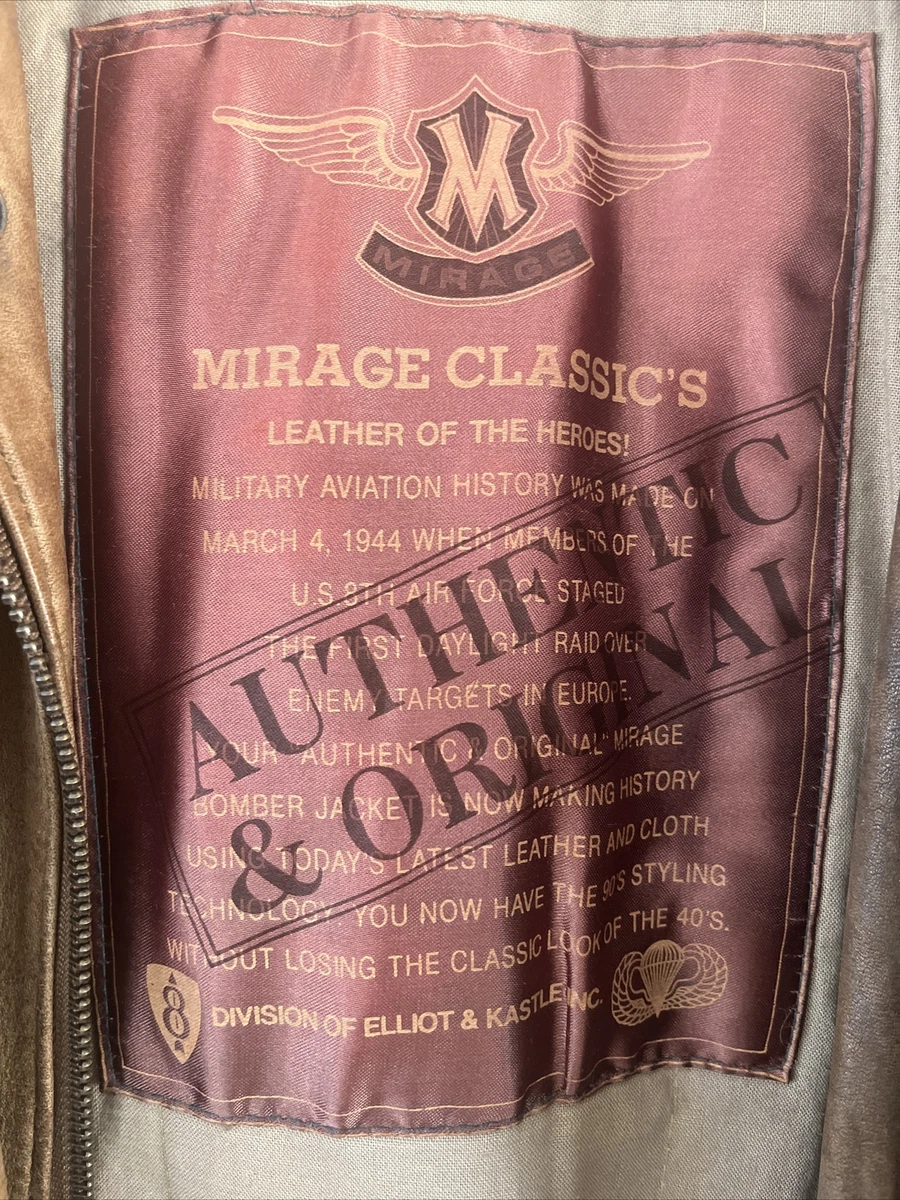 M
MIRAGE
MIRAGE CLASSIC'S
LEATHER OF THE HEROES!
MILITARY AVIATION HISTORY WAS MADE ON
MARCH 4, 1944 WHEN MEMBERS OF THE
U.S 8TH AIR FORCE STAGED
THE FIRST DAYLIGHT RAID OVER
ENEMY TARGETS IN EUROPE.
YOUR "AUTHENTIC & ORIGINAL" MIRAGE
BOMBER JACKET IS NOW MAKING HISTORY
USING TODAY'S LATEST LEATHER AND CLOTH
TECHNOLOGY. YOU NOW HAVE THE 90'S STYLING
WITHOUT LOSING THE CLASSIC LOOK OF THE 40'S.
AUTHENTIC
& ORIGINAL
8
DIVISION OF ELLIOT & KASTLE INC.